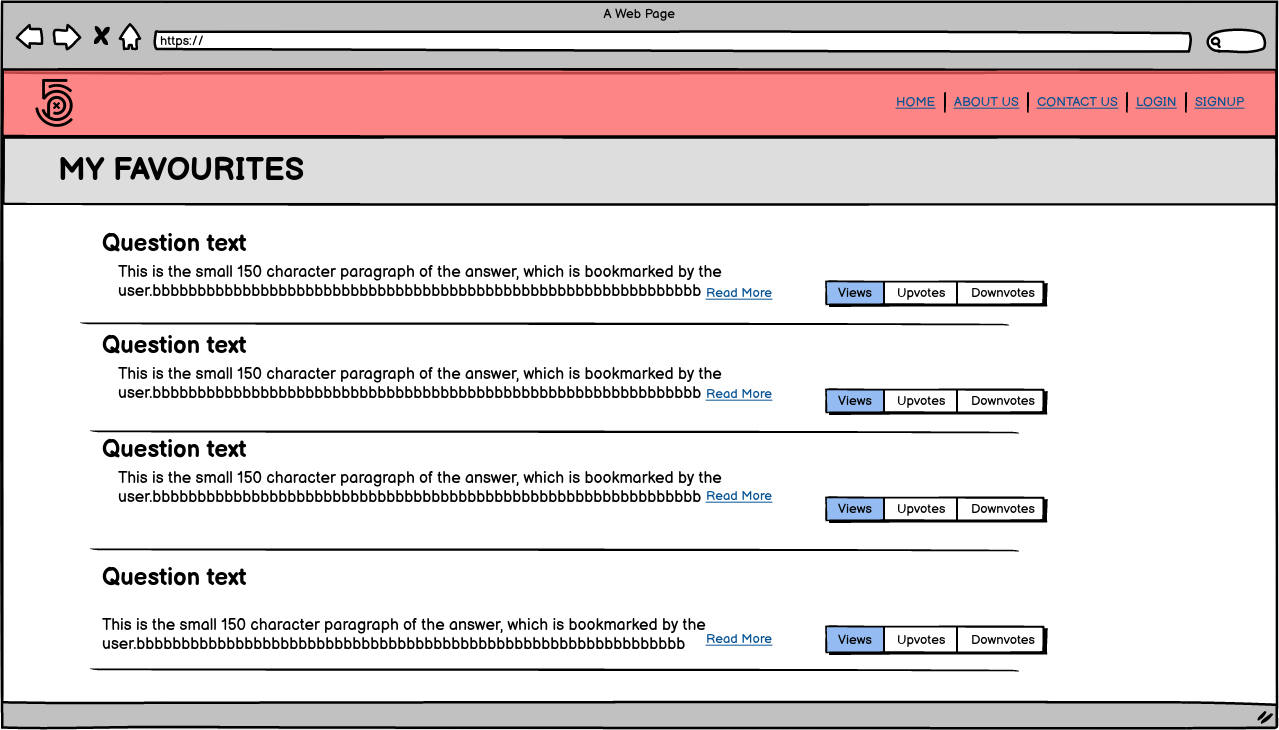 A Web Page
https://
HOME ABOUT US CONTACT US LOGIN SIGNUP
MY FAVOURITES
Question text
This is the small 150 character paragraph of the answer, which is bookmarked by the
user.bbbbbbbbbbbbbbbbbbbbbbbbbbbbbbbbbbbbbbbbbbbbbbbbbbbbbbbbbbbbb Read More
Views Upvotes Downvotes
Question text
This is the small 150 character paragraph of the answer, which is bookmarked by the
user.bbbbbbbbbbbbbbbbbbbbbbbbbbbbbbbbbbbbbbbbbbbbbbbbbbbbbbbbbbbbb Read More
Views Upvotes Downvotes
Question text
This is the small 150 character paragraph of the answer, which is bookmarked by the
user.bbbbbbbbbbbbbbbbbbbbbbbbbbbbbbbbbbbbbbbbbbbbbbbbbbbbbbbbbbbbb Read More
Views Upvotes Downvotes
Question text
This is the small 150 character paragraph of the answer, which is bookmarked by the
user.bbbbbbbbbbbbbbbbbbbbbbbbbbbbbbbbbbbbbbbbbbbbbbbbbbbbbbbbbbbbb Read More
Views Upvotes Downvotes